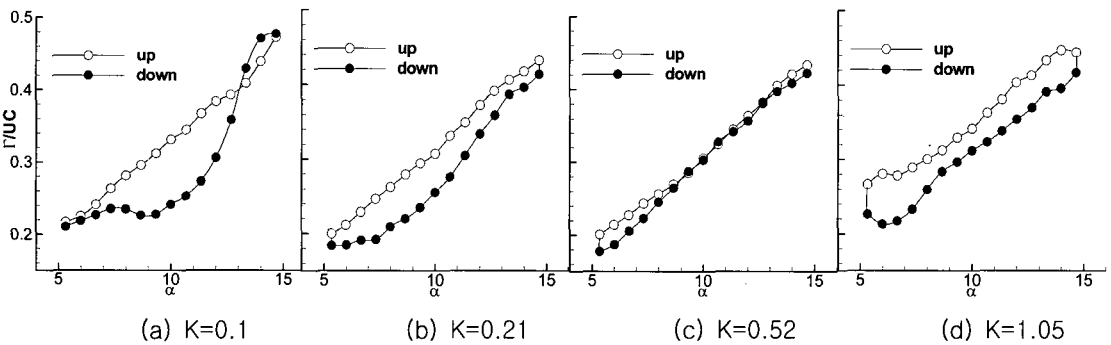 0.5
0.4
0.3
0.2
Γ/UC
up
down
5
10
15
α
up
down
5
10
15
α
up
down
5
10
15
α
up
down
5
10
15
α
(a) K=0.1
(b) K=0.21
(c) K=0.52
(d) K=1.05